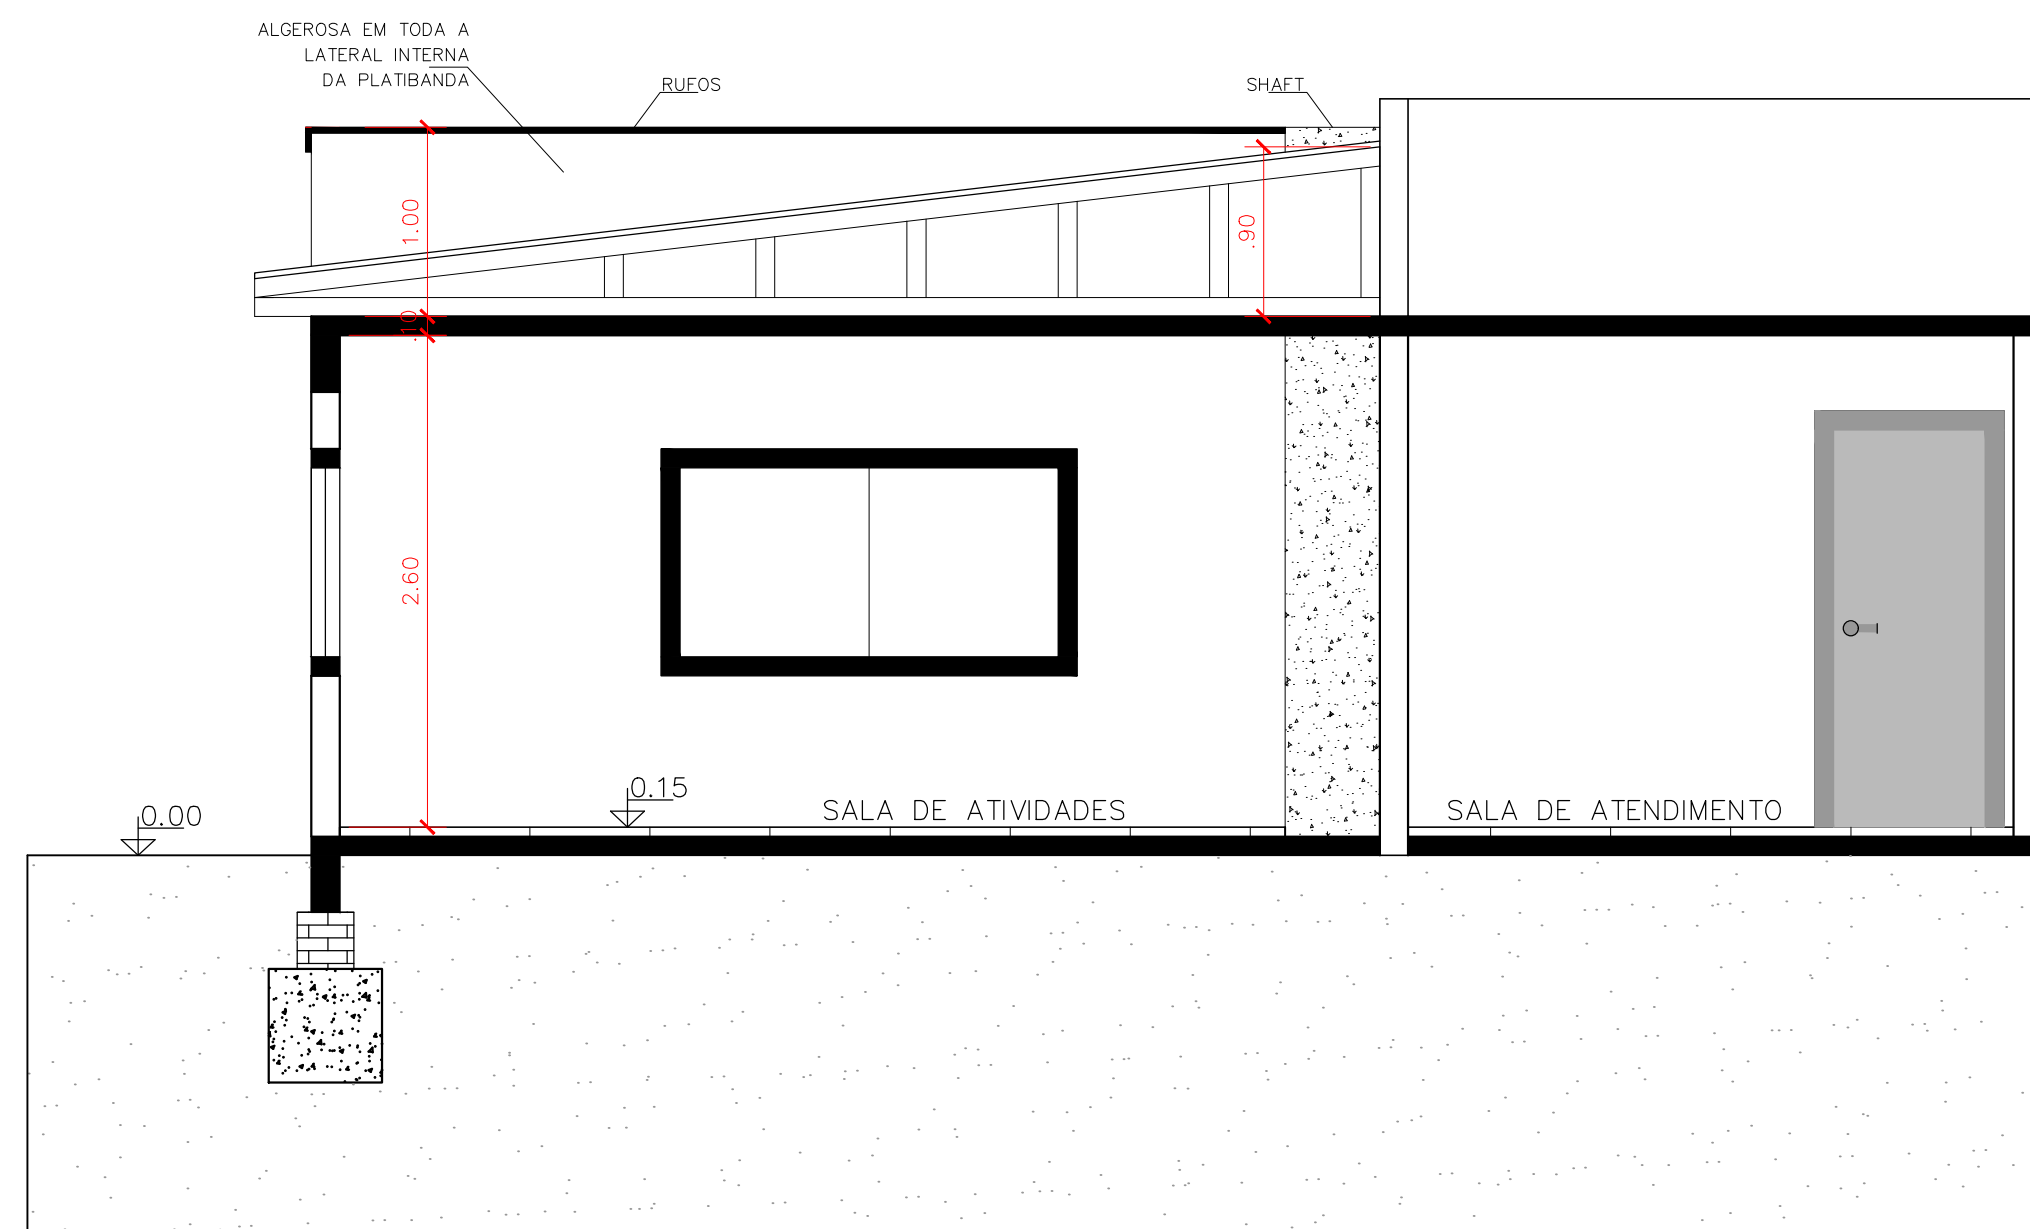 ALGEROSA EM TODA A
LATERAL INTERNA
DA PLATIBANDA
RUFOS
SHAFT
1.00
.90
.10
2.60
0.15
0.00
SALA DE ATIVIDADES
SALA DE ATENDIMENTO